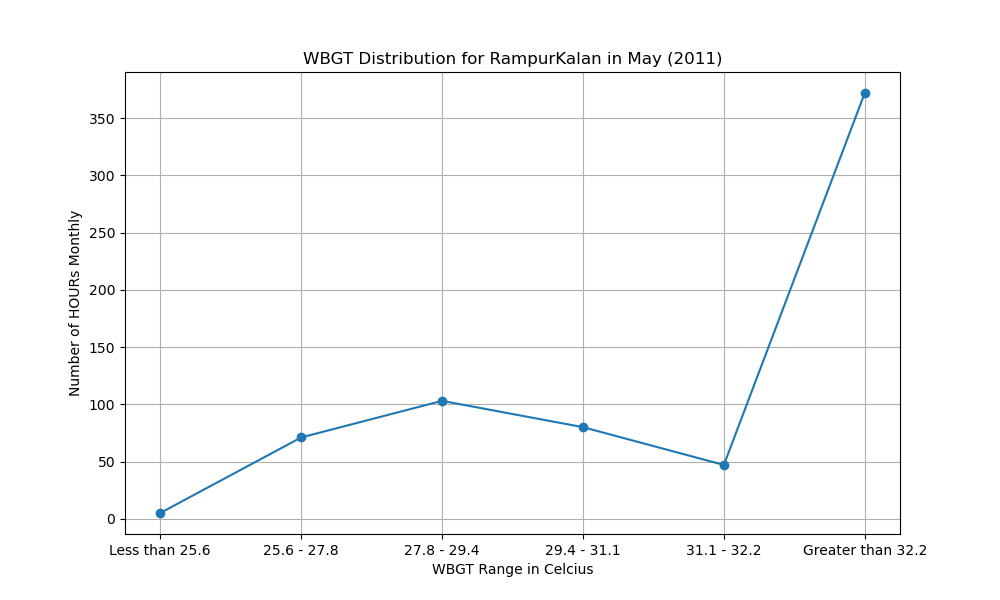 WBGT Distribution for RampurKalan in May (2011)
Number of HOURs Monthly
350
300
250
200
150
100
50
0
Less than 25.6
25.6 - 27.8
27.8 - 29.4
29.4 - 31.1
31.1 - 32.2
Greater than 32.2
WBGT Range in Celcius